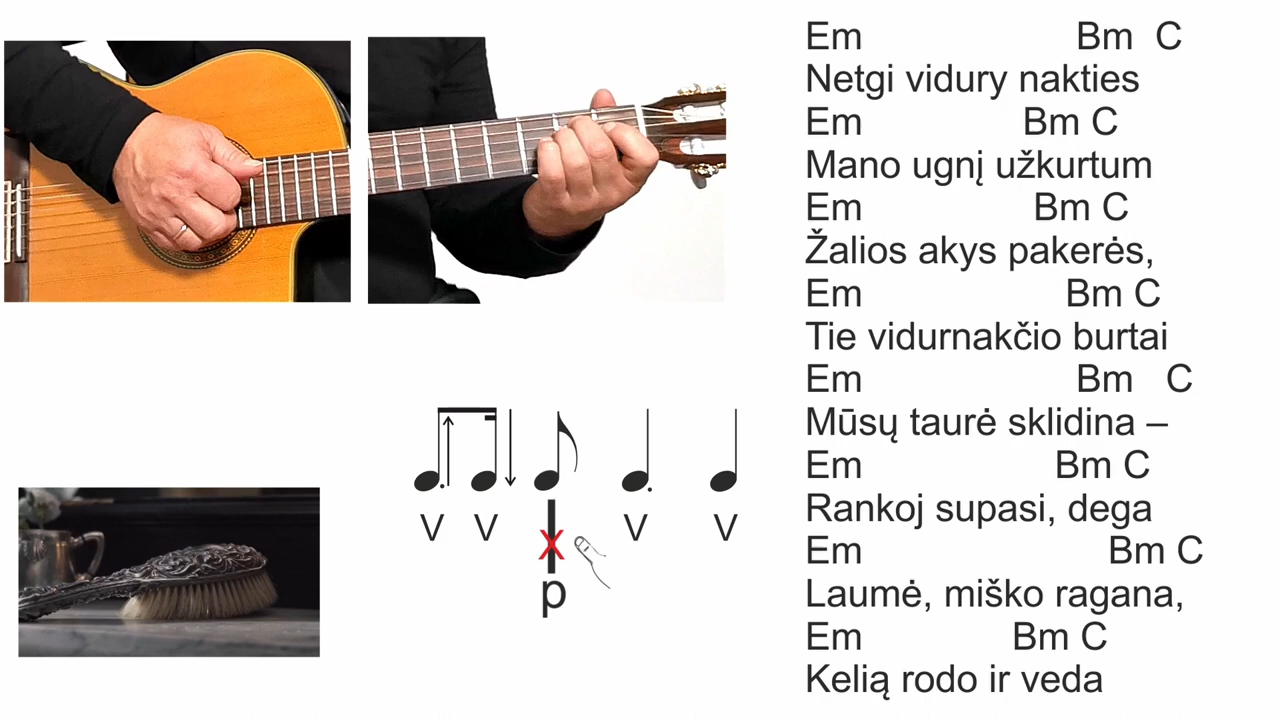 Em Bm C
Netgi vidury nakties
Em Bm C
Mano ugnį užkurtum
Em Bm C
Žalios akys pakerės,
Em Bm C
Tie vidurnakčio burtai
Em Bm C
Mūsų taurė sklidina –
Em Bm C
Rankoj supasi, dega
Em Bm C
Laumė, miško ragana,
Em Bm C
Kelią rodo ir veda
V V X V V
p